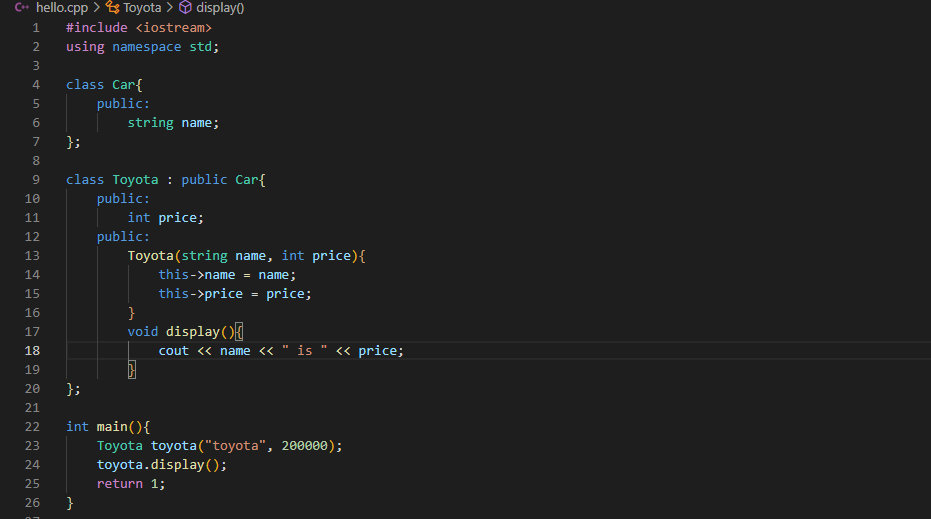 hello.cpp > Toyota > display()
1 #include <iostream>
2 using namespace std;
3
4 class Car{
5     public:
6         string name;
7 };
8
9 class Toyota : public Car{
10     public:
11         int price;
12     public:
13         Toyota(string name, int price){
14             this->name = name;
15             this->price = price;
16         }
17         void display(){
18             cout << name << " is " << price;
19         }
20 };
21
22 int main(){
23     Toyota toyota("toyota", 200000);
24     toyota.display();
25     return 1;
26 }